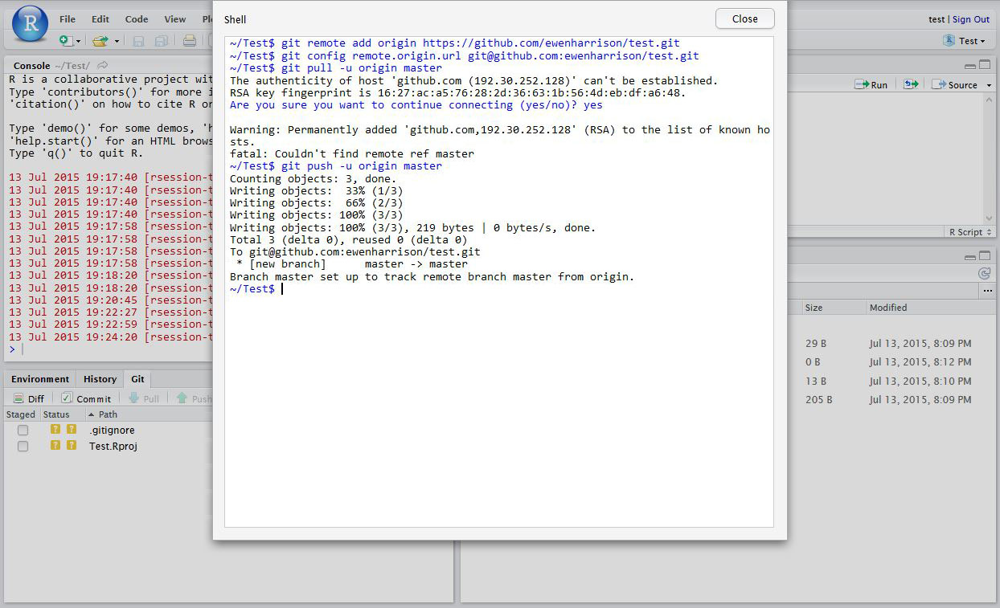 File Edit Code View
test | Sign Out
Test
Shell
Close
~/Test$ git remote add origin https://github.com/ewenharrison/test.git
~/Test$ git config remote.origin.url git@github.com:ewenharrison/test.git
~/Test$ git pull -u origin master
The authenticity of host 'github.com (192.30.252.128)' can't be established.
RSA key fingerprint is 16:27:ac:a5:76:28:2d:36:63:1b:56:4d:eb:df:a6:48.
Are you sure you want to continue connecting (yes/no)? yes
Warning: Permanently added 'github.com,192.30.252.128' (RSA) to the list of known ho
sts.
fatal: Couldn't find remote ref master
~/Test$ git push -u origin master
Counting objects: 3, done.
Writing objects:  33% (1/3)
Writing objects:  66% (2/3)
Writing objects: 100% (3/3)
Writing objects: 100% (3/3), 219 bytes | 0 bytes/s, done.
Total 3 (delta 0), reused 0 (delta 0)
To git@github.com:ewenharrison/test.git
 * [new branch]      master -> master
Branch master set up to track remote branch master from origin.
~/Test$
Console ~/Test/
R is a collaborative project wit
Type 'contributors()' for more i
'citation()' on how to cite R or
Type 'demo()' for some demos, 'h
'help.start()' for an HTML brows
Type 'q()' to quit R.
13 Jul 2015 19:17:40 [rsession-t
13 Jul 2015 19:17:40 [rsession-t
13 Jul 2015 19:17:40 [rsession-t
13 Jul 2015 19:17:40 [rsession-t
13 Jul 2015 19:17:58 [rsession-t
13 Jul 2015 19:17:58 [rsession-t
13 Jul 2015 19:17:58 [rsession-t
13 Jul 2015 19:17:58 [rsession-t
13 Jul 2015 19:18:20 [rsession-t
13 Jul 2015 19:18:20 [rsession-t
13 Jul 2015 19:20:45 [rsession-t
13 Jul 2015 19:22:27 [rsession-t
13 Jul 2015 19:22:59 [rsession-t
13 Jul 2015 19:24:20 [rsession-t
>
Environment History Git
Diff Commit Pull Push
Staged Status Path
? ? .gitignore
? ? Test.Rproj
Run Source
R Script
Size Modified
29 B Jul 13, 2015, 8:09 PM
0 B Jul 13, 2015, 8:12 PM
13 B Jul 13, 2015, 8:10 PM
205 B Jul 13, 2015, 8:09 PM